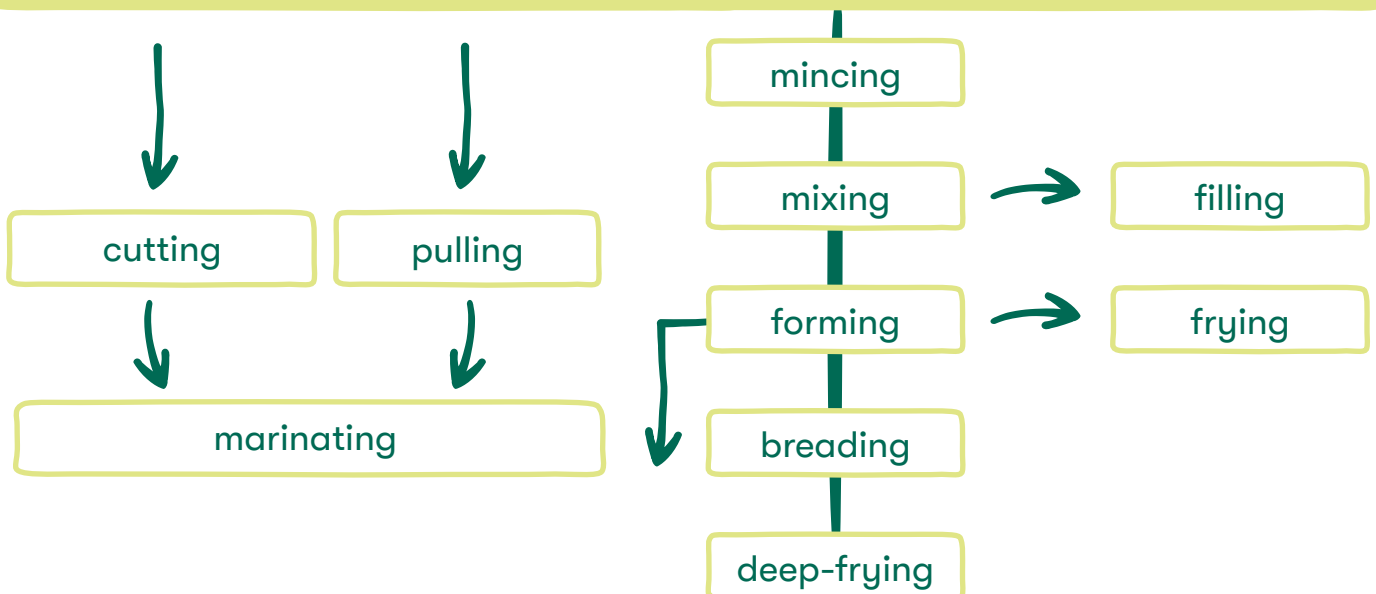 mincing
mixing
filling
cutting
pulling
forming
frying
marinating
breading
deep-frying